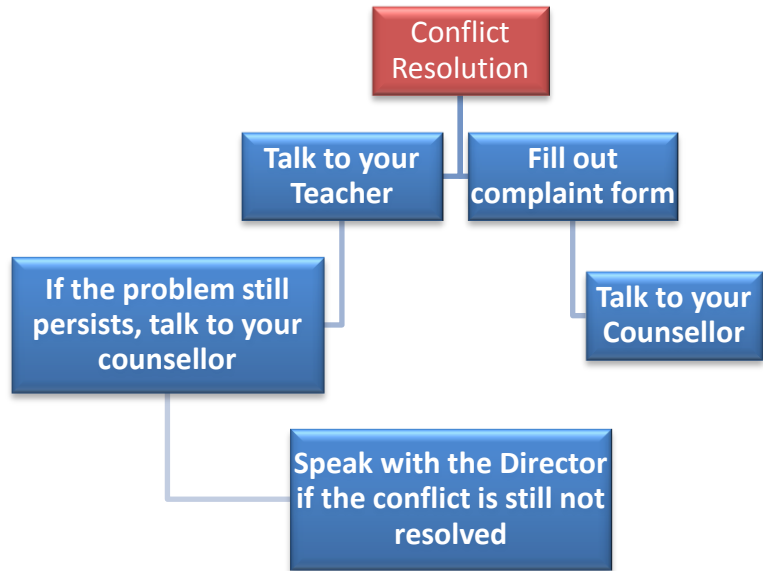 Conflict
Resolution
Talk to your
Teacher
Fill out
complaint form
If the problem still
persists, talk to your
counsellor
Talk to your
Counsellor
Speak with the Director
if the conflict is still not
resolved